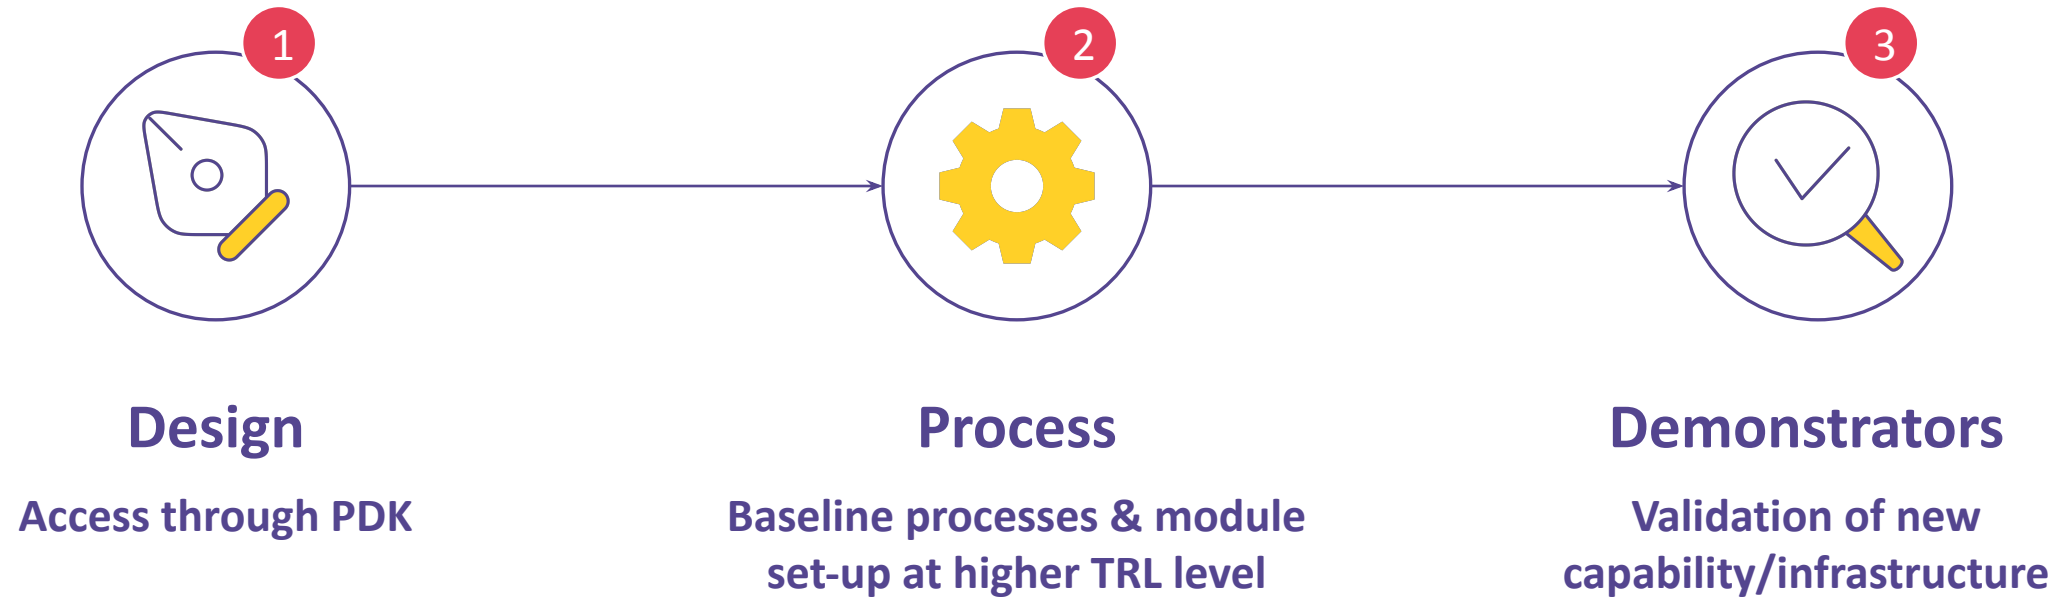 1
2
3
Design
Access through PDK
Process
Baseline processes & module
set-up at higher TRL level
Demonstrators
Validation of new
capability/infrastructure